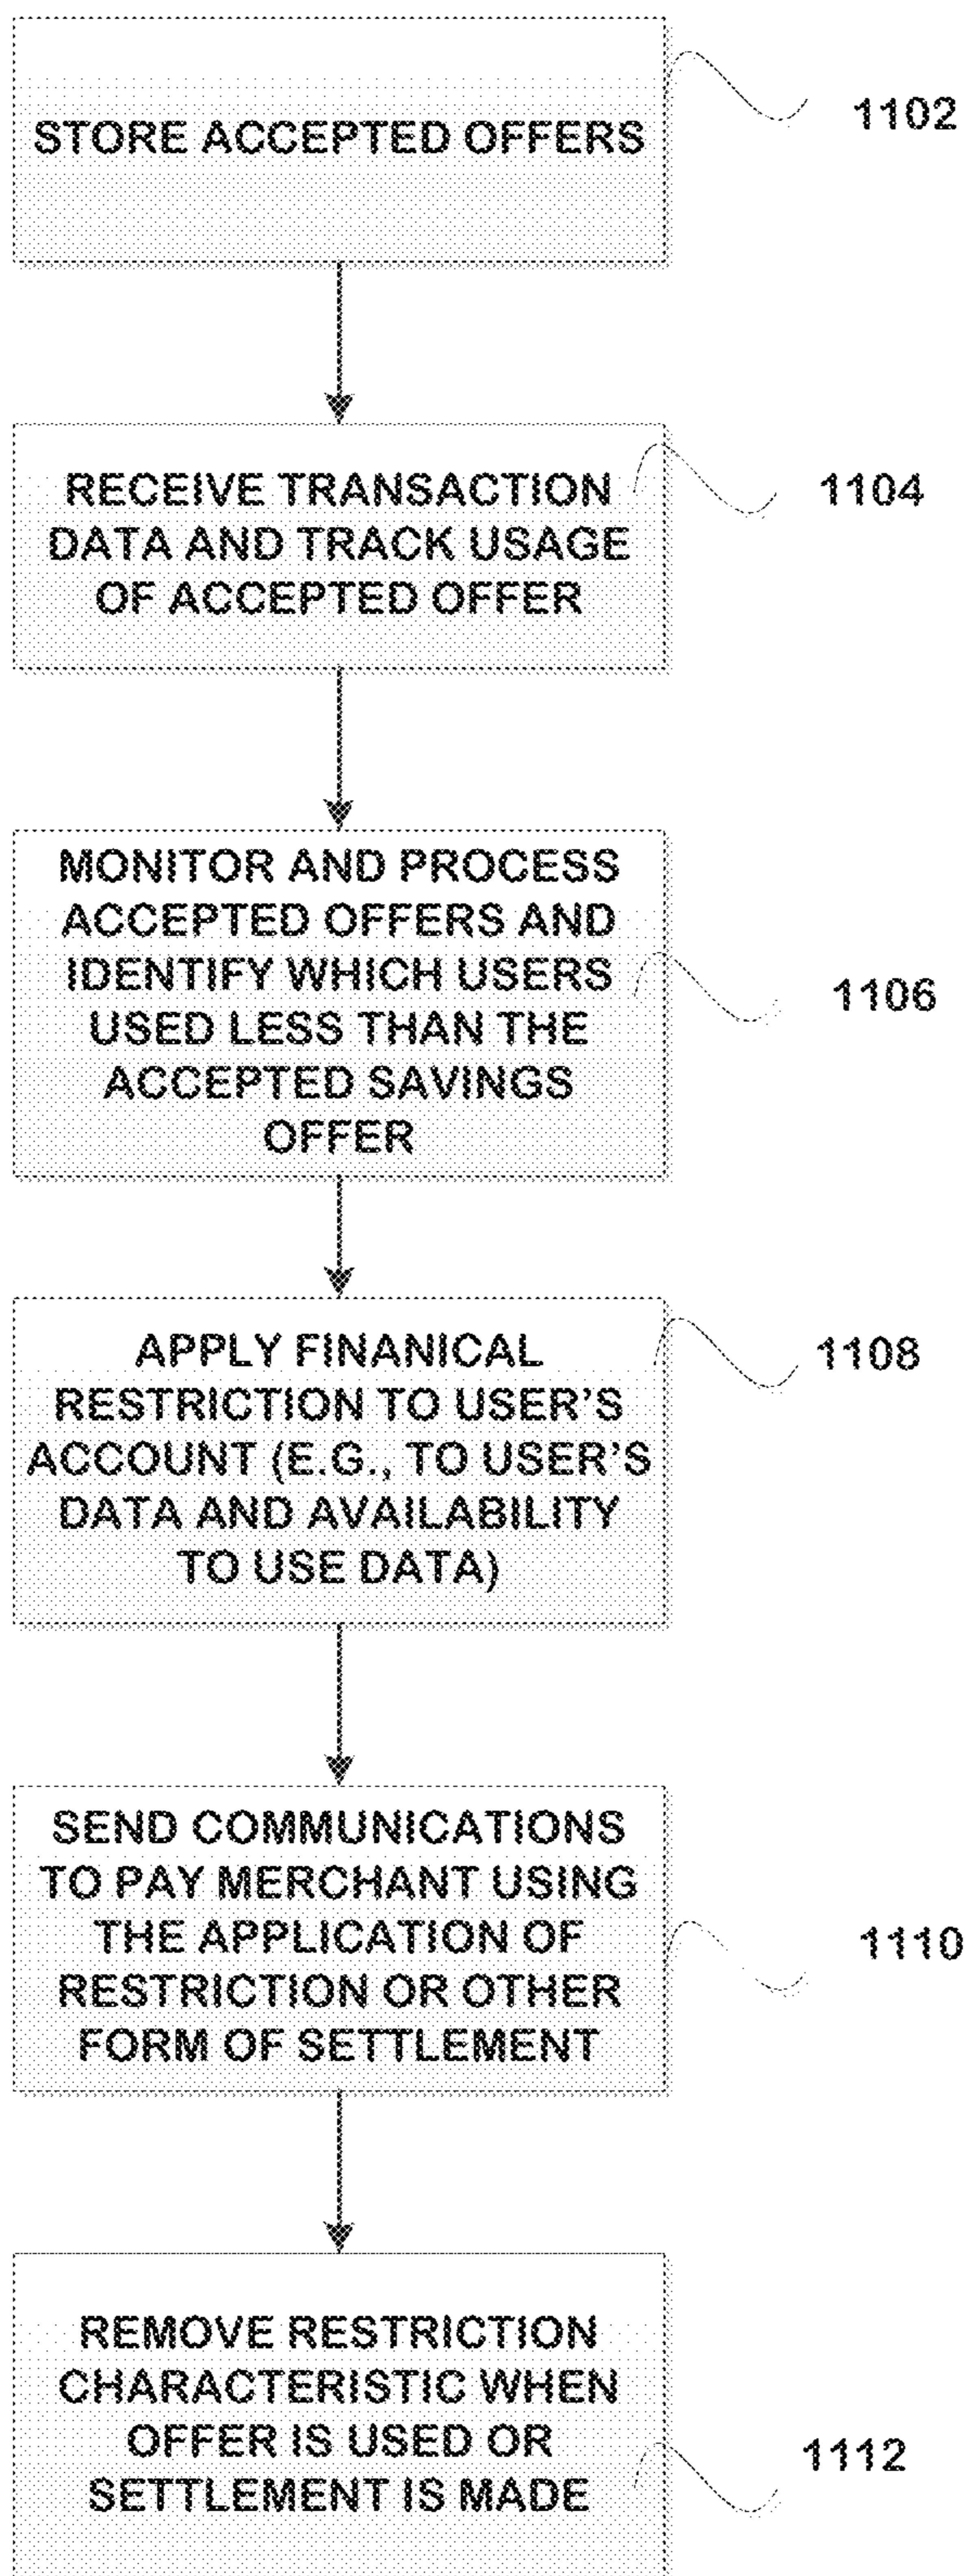 STORE ACCEPTED OFFERS
1102
RECEIVE TRANSACTION
DATA AND TRACK USAGE
OF ACCEPTED OFFER
1104
MONITOR AND PROCESS
ACCEPTED OFFERS AND
IDENTIFY WHICH USERS
USED LESS THAN THE
ACCEPTED SAVINGS
OFFER
1106
APPLY FINANICAL
RESTRICTION TO USER'S
ACCOUNT (E.G., TO USER'S
DATA AND AVAILABILITY
TO USE DATA)
1108
SEND COMMUNICATIONS
TO PAY MERCHANT USING
THE APPLICATION OF
RESTRICTION OR OTHER
FORM OF SETTLEMENT
1110
REMOVE RESTRICTION
CHARACTERISTIC WHEN
OFFER IS USED OR
SETTLEMENT IS MADE
1112